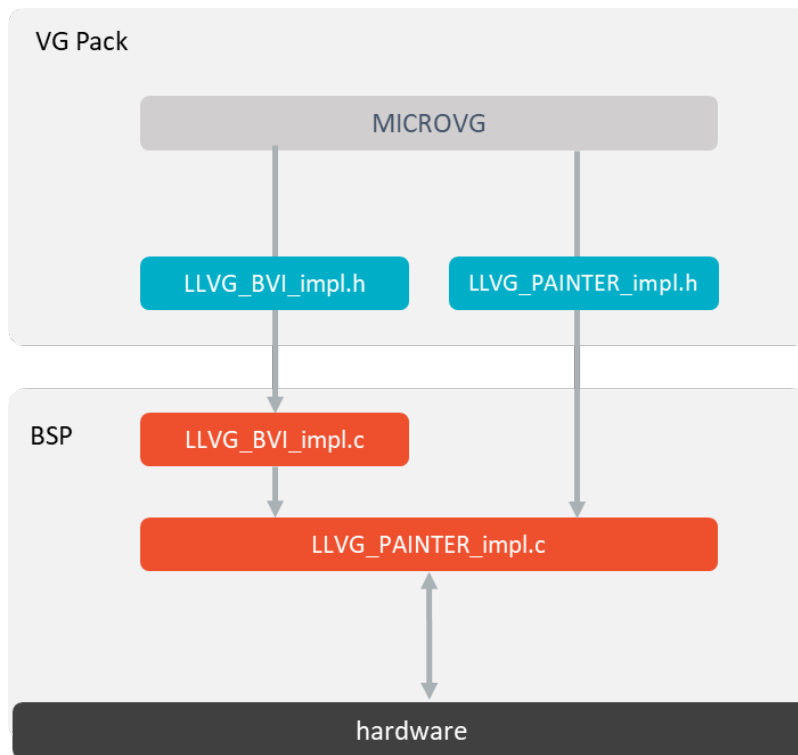 VG Pack
MICROVG
LLVG_BVI_impl.h
LLVG_PAINTER_impl.h
BSP
LLVG_BVI_impl.c
LLVG_PAINTER_impl.c
hardware